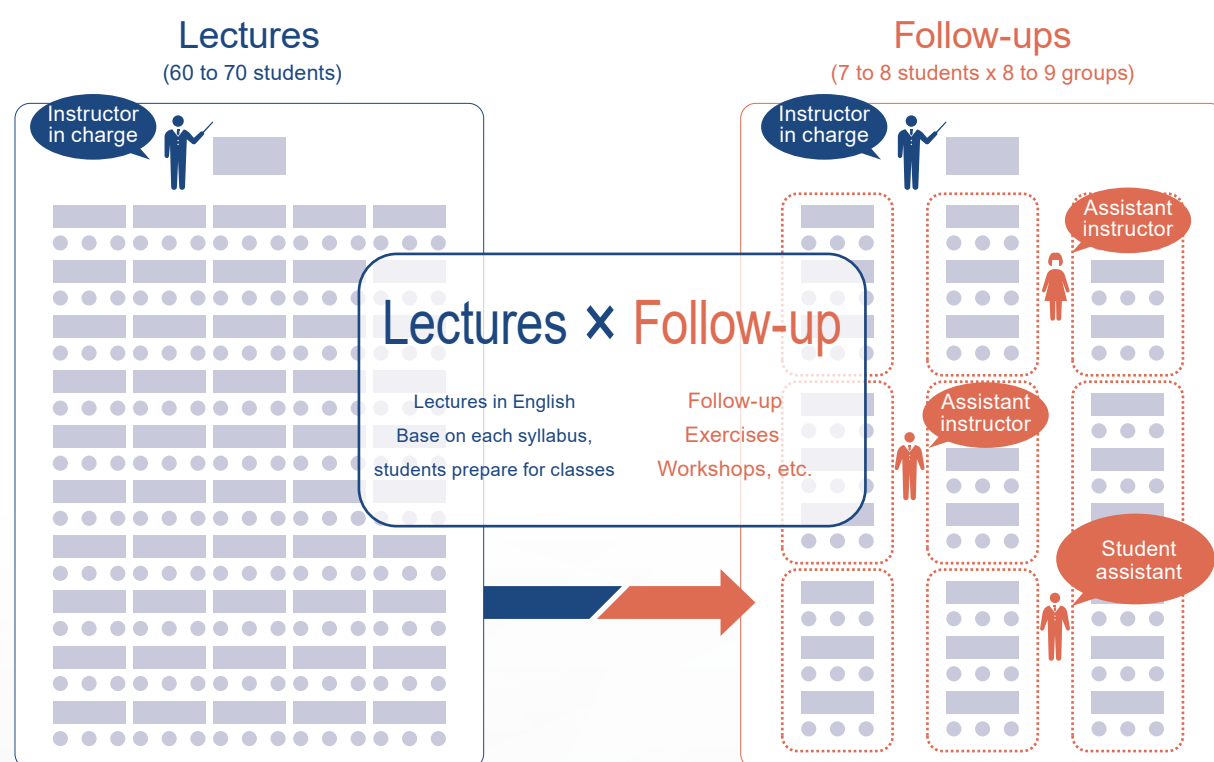 Lectures
(60 to 70 students)
Instructor
in charge
Follow-ups
(7 to 8 students x 8 to 9 groups)
Instructor
in charge
Assistant
instructor
Lectures × Follow-up
Lectures in English
Base on each syllabus,
students prepare for classes
Follow-up
Exercises
Workshops, etc.
Assistant
instructor
Student
assistant